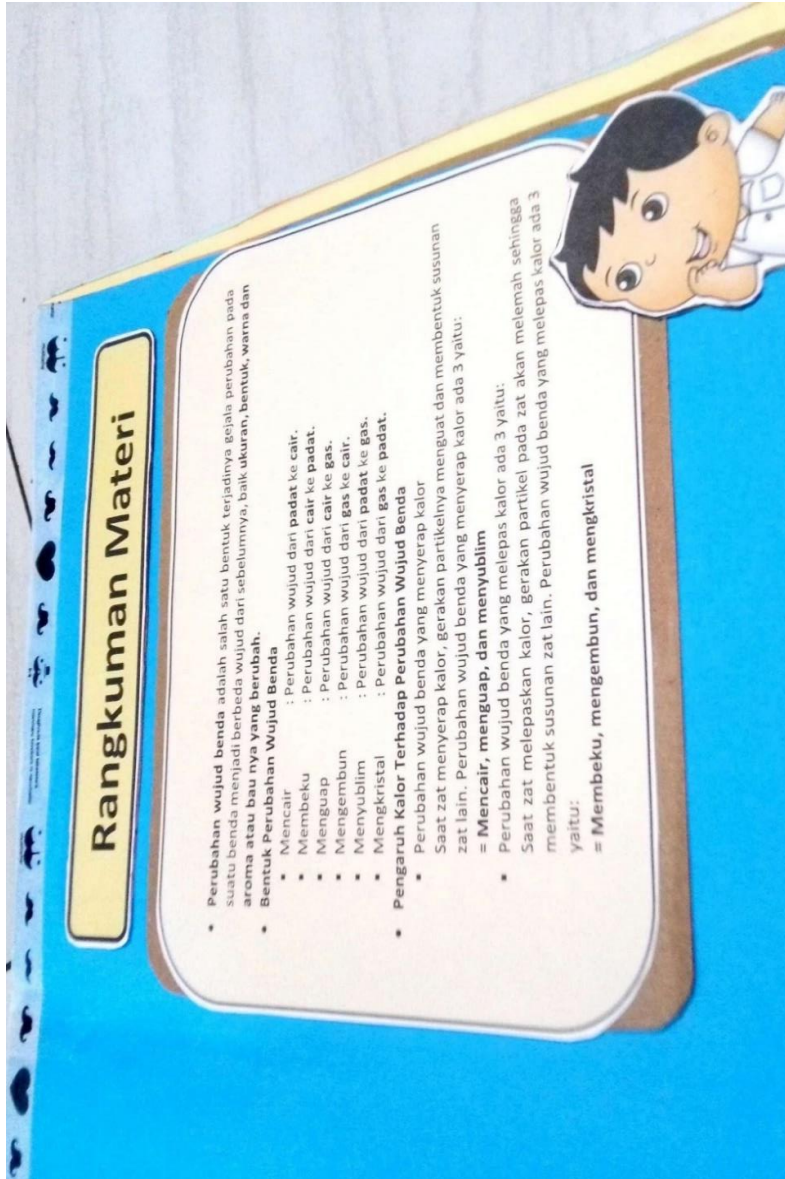 Rangkuman Materi
• Perubahan wujud benda adalah salah satu bentuk terjadinya gejala perubahan pada
suatu benda menjadi berbeda wujud dari sebelumnya, baik ukuran, bentuk, warna dan
aroma atau bau nya yang berubah.
• Bentuk Perubahan Wujud Benda
▪ Mencair : Perubahan wujud dari padat ke cair.
▪ Membeku : Perubahan wujud dari cair ke padat.
▪ Menguap : Perubahan wujud dari cair ke gas.
▪ Mengembun : Perubahan wujud dari gas ke cair.
▪ Menyublim : Perubahan wujud dari padat ke gas.
▪ Mengkristal : Perubahan wujud dari gas ke padat.
• Pengaruh Kalor Terhadap Perubahan Wujud Benda
▪ Perubahan wujud benda yang menyerap kalor
Saat zat menyerap kalor, gerakan partikelnya menguat dan membentuk susunan
zat lain. Perubahan wujud benda yang menyerap kalor ada 3 yaitu:
= Mencair, menguap, dan menyublim
▪ Perubahan wujud benda yang melepas kalor ada 3 yaitu:
Saat zat melepaskan kalor, gerakan partikel pada zat akan melemah sehingga
membentuk susunan zat lain. Perubahan wujud benda yang melepas kalor ada 3
yaitu:
= Membeku, mengembun, dan mengkristal